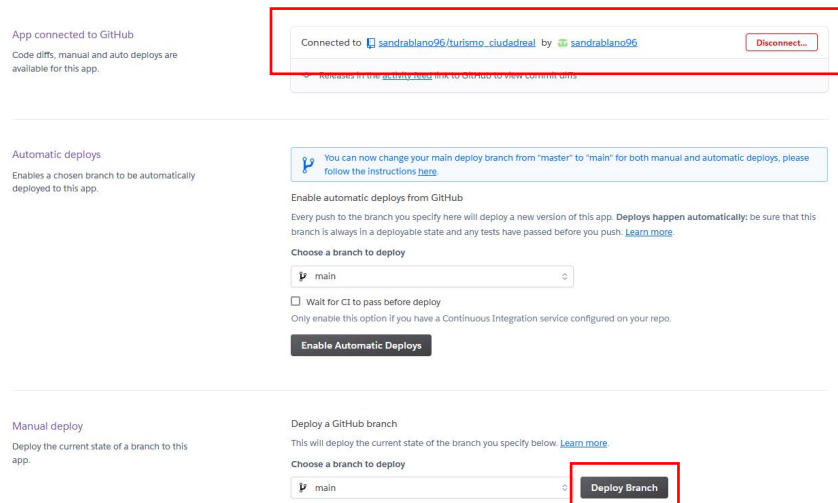 App connected to GitHub
Code diffs, manual and auto deploys are
available for this app.
Connected to sandrablano96/turismo_ciudadreal by sandrablano96
Disconnect...
Releases in the activity feed link to GitHub to view commit diffs
Automatic deploys
Enables a chosen branch to be automatically
deployed to this app.
You can now change your main deploy branch from "master" to "main" for both manual and automatic deploys, please
follow the instructions here.
Enable automatic deploys from GitHub
Every push to the branch you specify here will deploy a new version of this app. Deploys happen automatically: be sure that this
branch is always in a deployable state and any tests have passed before you push. Learn more.
Choose a branch to deploy
main
Wait for CI to pass before deploy
Only enable this option if you have a Continuous Integration service configured on your repo.
Enable Automatic Deploys
Manual deploy
Deploy the current state of a branch to this
app.
Deploy a GitHub branch
This will deploy the current state of the branch you specify below. Learn more.
Choose a branch to deploy
main
Deploy Branch